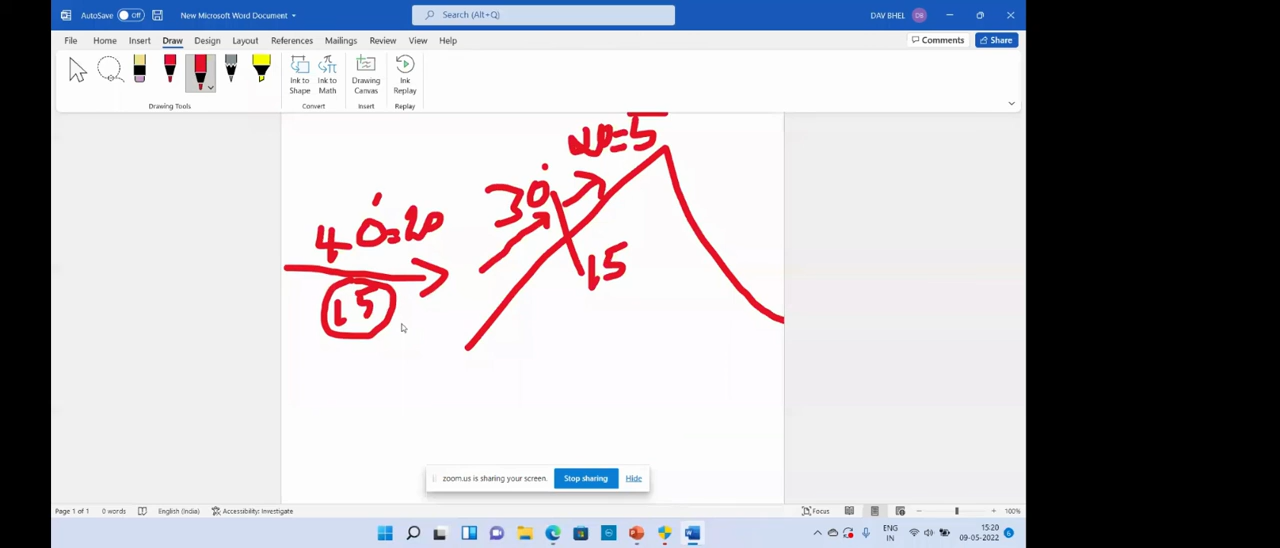 AutoSave Off New Microsoft Word Document Search (Alt+Q) DAV BHEL DB
File Home Insert Draw Design Layout References Mailings Review View Help Comments Share
Ink to Shape Ink to Math Drawing Canvas Ink Replay
Drawing Tools Convert Insert Replay
20=5
30
40=20
15
15
zoom.us is sharing your screen. Stop sharing Hide
Page 1 of 1 0 words English (India) Accessibility: Investigate Focus 100%
ENG IN 15:20 09-05-2022 6